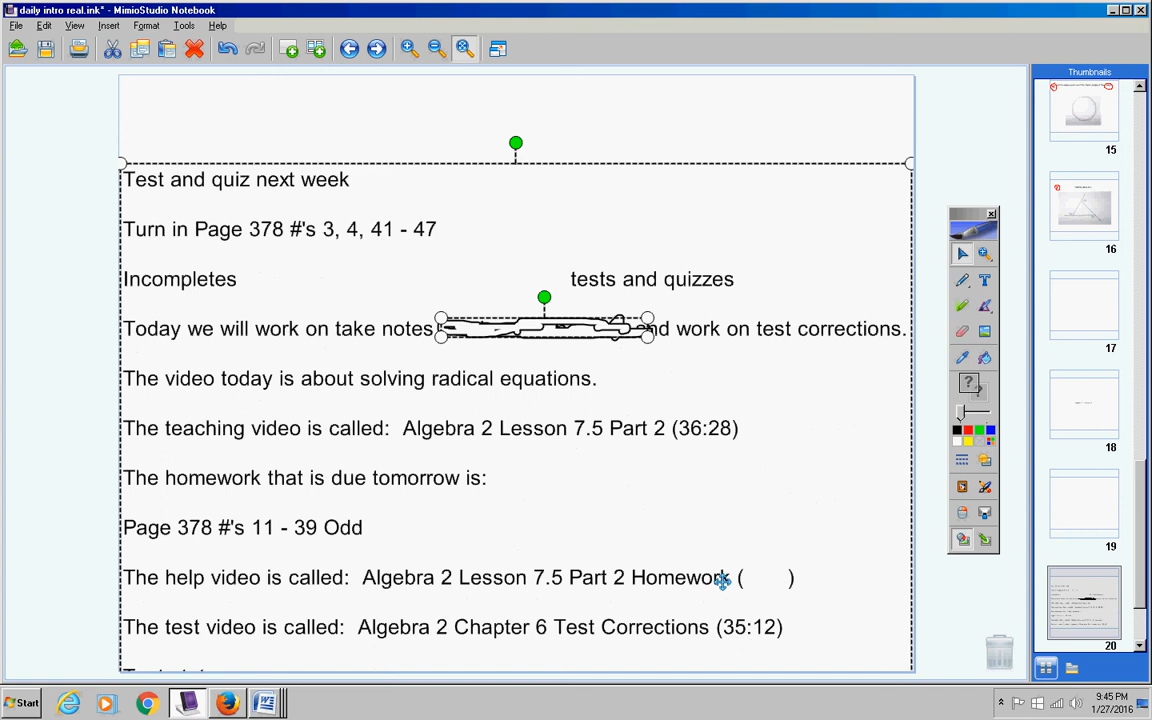 daily intro real.ink* - MimioStudio Notebook
File Edit View Insert Format Tools Help
Thumbnails
Test and quiz next week
Turn in Page 378 #'s 3, 4, 41 - 47
Incompletes tests and quizzes
Today we will work on take notes nd work on test corrections.
The video today is about solving radical equations.
The teaching video is called: Algebra 2 Lesson 7.5 Part 2 (36:28)
The homework that is due tomorrow is:
Page 378 #'s 11 - 39 Odd
The help video is called: Algebra 2 Lesson 7.5 Part 2 Homework ( )
The test video is called: Algebra 2 Chapter 6 Test Corrections (35:12)
15
16
17
18
19
20
Start
9:45 PM
1/27/2016